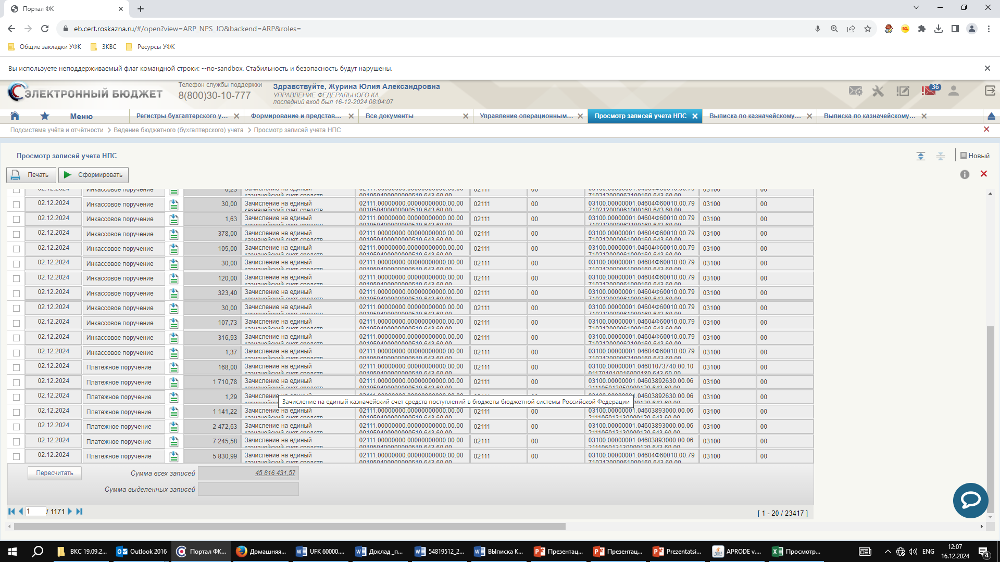 Портал ФК
eb.cert.roskazna.ru/#/open?view=ARP_NPS_JO&backend=ARP&roles=
Общие закладки УФК ЗКВС Ресурсы УФК
Вы используете неподдерживаемый флаг командной строки: --no-sandbox. Стабильность и безопасность будут нарушены.
ЭЛЕКТРОННЫЙ БЮДЖЕТ
Телефон службы поддержки
8(800)30-10-777
Здравствуйте, Журина Юлия Александровна
УПРАВЛЕНИЕ ФЕДЕРАЛЬНОГО КА...
последний вход был 16-12-2024 08:04:07
36
Меню Регистры бухгалтерского у... Формирование и представ... Все документы Управление операционным... Просмотр записей учета НПС Выписка по казначейскому... Выписка по казначейскому...
Подсистема учёта и отчётности > Ведение бюджетного (бухгалтерского) учета > Просмотр записей учета НПС
Просмотр записей учета НПС
Новый
Печать Сформировать
02.12.2024 Инкассовое поручение 6,23 Зачисление на единый 02111 00 03100 00
02.12.2024 Инкассовое поручение 30,00 Зачисление на единый 02111.00000000.00000000000.00.00 02111 00 03100.00000001.04604Ф60010.00.79 03100 00
02.12.2024 Инкассовое поручение 1,63 Зачисление на единый 02111.00000000.00000000000.00.00 02111 00 03100.00000001.04604Ф60010.00.79 03100 00
02.12.2024 Инкассовое поручение 378,00 Зачисление на единый 02111.00000000.00000000000.00.00 02111 00 03100.00000001.04604Ф60010.00.79 03100 00
02.12.2024 Инкассовое поручение 105,00 Зачисление на единый 02111.00000000.00000000000.00.00 02111 00 03100.00000001.04604Ф60010.00.79 03100 00
02.12.2024 Инкассовое поручение 30,00 Зачисление на единый 02111.00000000.00000000000.00.00 02111 00 03100.00000001.04604Ф60010.00.79 03100 00
02.12.2024 Инкассовое поручение 120,00 Зачисление на единый 02111.00000000.00000000000.00.00 02111 00 03100.00000001.04604Ф60010.00.79 03100 00
02.12.2024 Инкассовое поручение 323,40 Зачисление на единый 02111.00000000.00000000000.00.00 02111 00 03100.00000001.04604Ф60010.00.79 03100 00
02.12.2024 Инкассовое поручение 30,00 Зачисление на единый 02111.00000000.00000000000.00.00 02111 00 03100.00000001.04604Ф60010.00.79 03100 00
02.12.2024 Инкассовое поручение 107,73 Зачисление на единый 02111.00000000.00000000000.00.00 02111 00 03100.00000001.04604Ф60010.00.79 03100 00
02.12.2024 Инкассовое поручение 316,93 Зачисление на единый 02111.00000000.00000000000.00.00 02111 00 03100.00000001.04604Ф60010.00.79 03100 00
02.12.2024 Инкассовое поручение 1,37 Зачисление на единый 02111.00000000.00000000000.00.00 02111 00 03100.00000001.04604Ф60010.00.79 03100 00
02.12.2024 Платежное поручение 168,00 Зачисление на единый 02111.00000000.00000000000.00.00 02111 00 03100.00000001.04601073740.00.10 03100 00
02.12.2024 Платежное поручение 1 710,78 Зачисление на единый 02111.00000000.00000000000.00.00 02111 00 03100.00000001.04603892630.00.06 03100 00
02.12.2024 Платежное поручение 1,29 Зачисление 03100 00
Зачисление на единый казначейский счет средств поступлений в бюджеты бюджетной системы Российской Федерации
02.12.2024 Платежное поручение 1 141,22 Зачисление на единый 02111.00000000.00000000000.00.00 02111 00 03100.00000001.04603893000.00.06 03100 00
02.12.2024 Платежное поручение 2 472,63 Зачисление на единый 02111.00000000.00000000000.00.00 02111 00 03100.00000001.04603893000.00.06 03100 00
02.12.2024 Платежное поручение 7 245,58 Зачисление на единый 02111.00000000.00000000000.00.00 02111 00 03100.00000001.04603893000.00.06 03100 00
02.12.2024 Платежное поручение 5 830,99 Зачисление на единый 02111.00000000.00000000000.00.00 02111 00 03100.00000001.04604Ф60010.00.79 03100 00
Пересчитать Сумма всех записей 45 816 431,57
Сумма выделенных записей
1 / 1171 [ 1 - 20 / 23417 ]
ВКС 19.09.2... Outlook 2016 Портал ФК... Домашняя... UFK 60000.... Доклад _п... 54819512_2... ВЫписка К... Презентац... Презентац... Prezentatsi... APRODE v.... Просмотр... ENG 12:07
16.12.2024 4